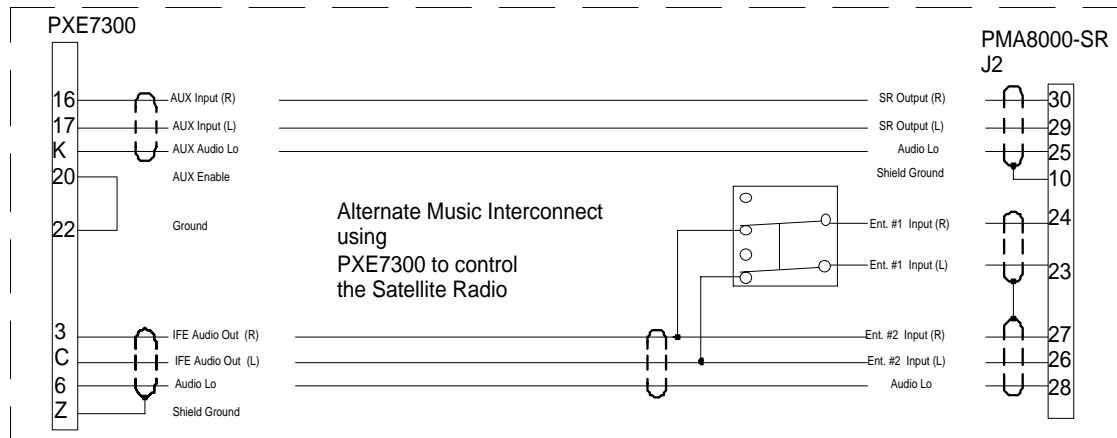 PXE7300
PMA8000-SR
J2
16 AUX Input (R) SR Output (R) 30
17 AUX Input (L) SR Output (L) 29
K AUX Audio Lo Audio Lo 25
20 AUX Enable Shield Ground 10
22 Ground Ent. #1 Input (R) 24
Ent. #1 Input (L) 23
Alternate Music Interconnect
using
PXE7300 to control
the Satellite Radio
3 IFE Audio Out (R) Ent. #2 Input (R) 27
C IFE Audio Out (L) Ent. #2 Input (L) 26
6 Audio Lo Audio Lo 28
Z Shield Ground